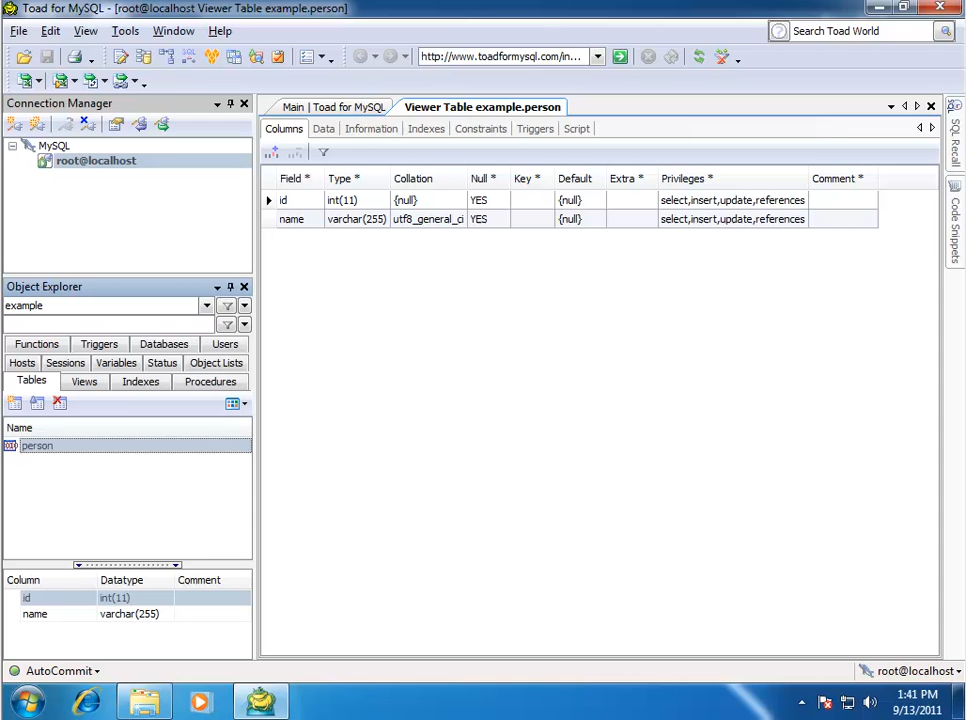 Toad for MySQL - [root@localhost Viewer Table example.person]
File Edit View Tools Window Help
Search Toad World
http://www.toadformysql.com/in...
Connection Manager
MySQL
root@localhost
Main | Toad for MySQL
Viewer Table example.person
Columns Data Information Indexes Constraints Triggers Script
Field * Type * Collation Null * Key * Default Extra * Privileges * Comment *
id int(11) {null} YES {null} select,insert,update,references
name varchar(255) utf8_general_ci YES {null} select,insert,update,references
SQL Recall
Code Snippets
Object Explorer
example
Functions Triggers Databases Users
Hosts Sessions Variables Status Object Lists
Tables Views Indexes Procedures
Name
person
Column Datatype Comment
id int(11)
name varchar(255)
AutoCommit
root@localhost
1:41 PM
9/13/2011